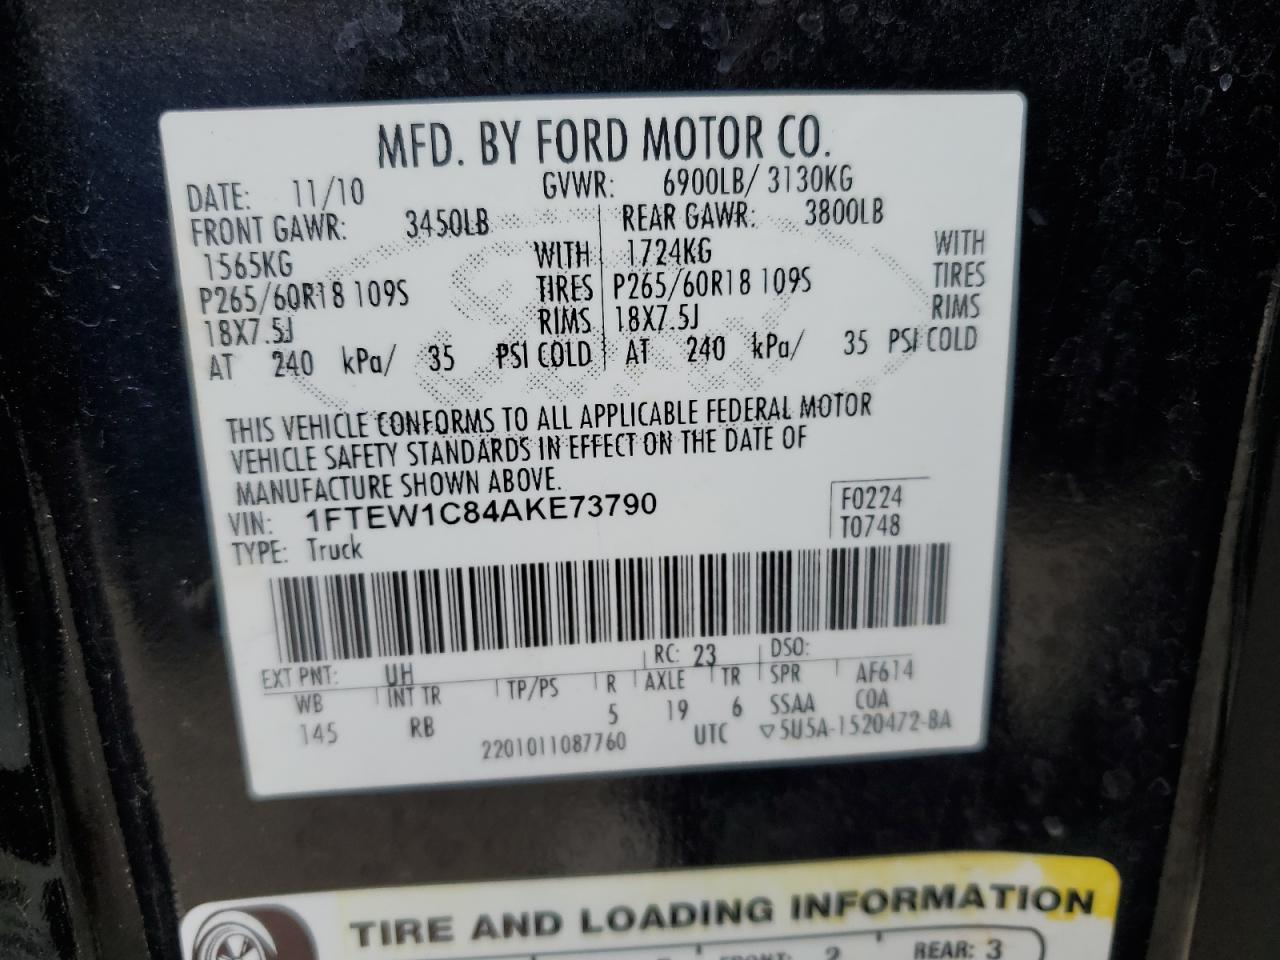 MFD. BY FORD MOTOR CO.
DATE: 11/10 GVWR: 6900LB/ 3130KG
FRONT GAWR: 3450LB REAR GAWR: 3800LB
1565KG WITH 1724KG WITH
P265/60R18 109S TIRES P265/60R18 109S TIRES
18X7.5J RIMS 18X7.5J RIMS
AT 240 kPa/ 35 PSI COLD AT 240 kPa/ 35 PSI COLD
THIS VEHICLE CONFORMS TO ALL APPLICABLE FEDERAL MOTOR
VEHICLE SAFETY STANDARDS IN EFFECT ON THE DATE OF
MANUFACTURE SHOWN ABOVE.
VIN: 1FTEW1C84AKE73790 F0224
TYPE: Truck T0748
EXT PNT: UH RC: 23 DSO:
WB INT TR TP/PS R AXLE TR SPR AF614
145 RB 5 19 6 SSAA COA
2201011087760 UTC ▽5U5A-1520472-BA
TIRE AND LOADING INFORMATION
FRONT: 2 REAR: 3